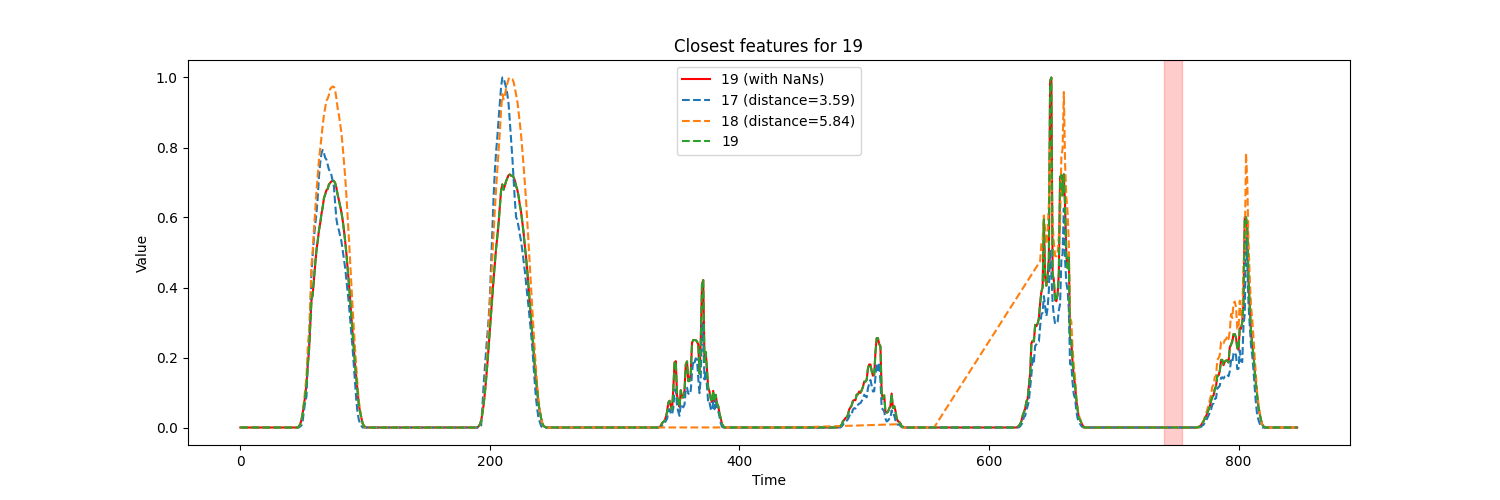 Closest features for 19
19 (with NaNs)
17 (distance=3.59)
18 (distance=5.84)
19
1.0
0.8
0.6
0.4
0.2
0.0
Value
0
200
400
600
800
Time